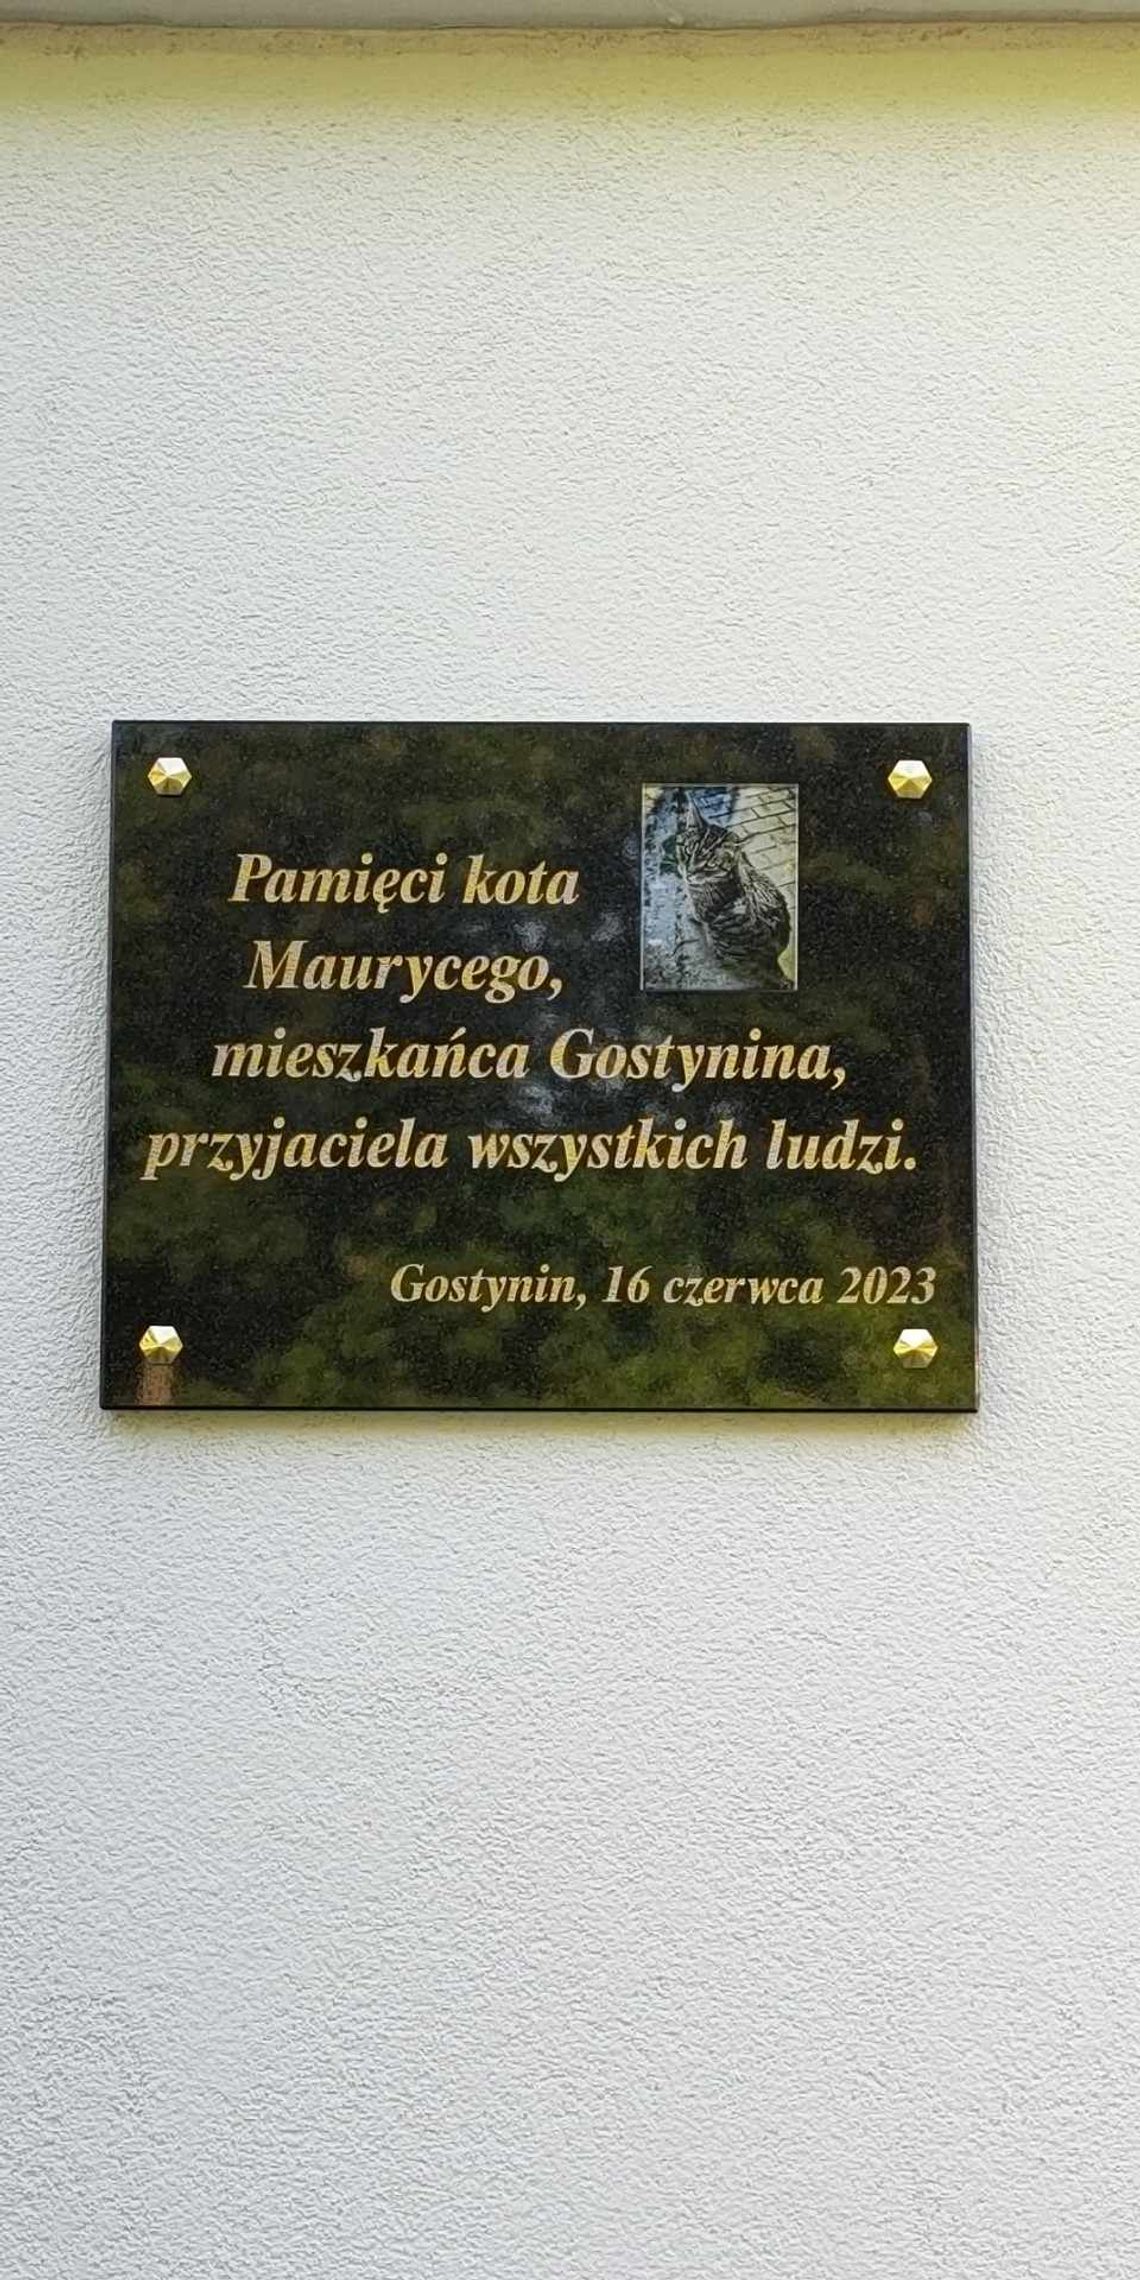 Pamięci kota
Maurycego,
mieszkańca Gostynina,
przyjaciela wszystkich ludzi.
Gostynin, 16 czerwca 2023